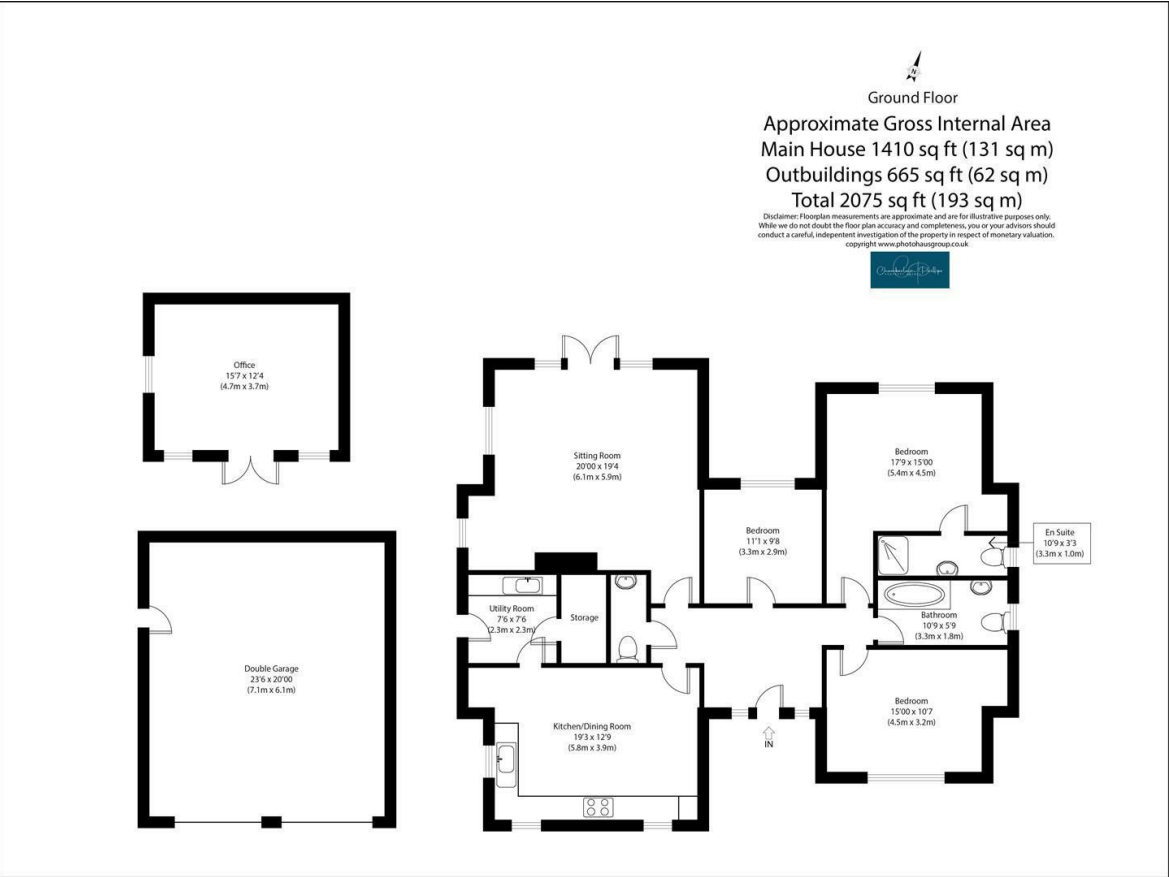 N
Ground Floor
Approximate Gross Internal Area
Main House 1410 sq ft (131 sq m)
Outbuildings 665 sq ft (62 sq m)
Total 2075 sq ft (193 sq m)
Disclaimer: Floorplan measurements are approximate and are for illustrative purposes only.
While we do not doubt the floor plan accuracy and completeness, you or your advisors should
conduct a careful, indepentent investigation of the property in respect of monetary valuation.
copyright www.photohausgroup.co.uk
Office
15'7 x 12'4
(4.7m x 3.7m)
Sitting Room
20'00 x 19'4
(6.1m x 5.9m)
Bedroom
17'9 x 15'00
(5.4m x 4.5m)
Bedroom
11'1 x 9'8
(3.3m x 2.9m)
En Suite
10'9 x 3'3
(3.3m x 1.0m)
Utility Room
7'6 x 7'6
(2.3m x 2.3m)
Storage
Bathroom
10'9 x 5'9
(3.3m x 1.8m)
Double Garage
23'6 x 20'00
(7.1m x 6.1m)
Kitchen/Dining Room
19'3 x 12'9
(5.8m x 3.9m)
Bedroom
15'00 x 10'7
(4.5m x 3.2m)
IN